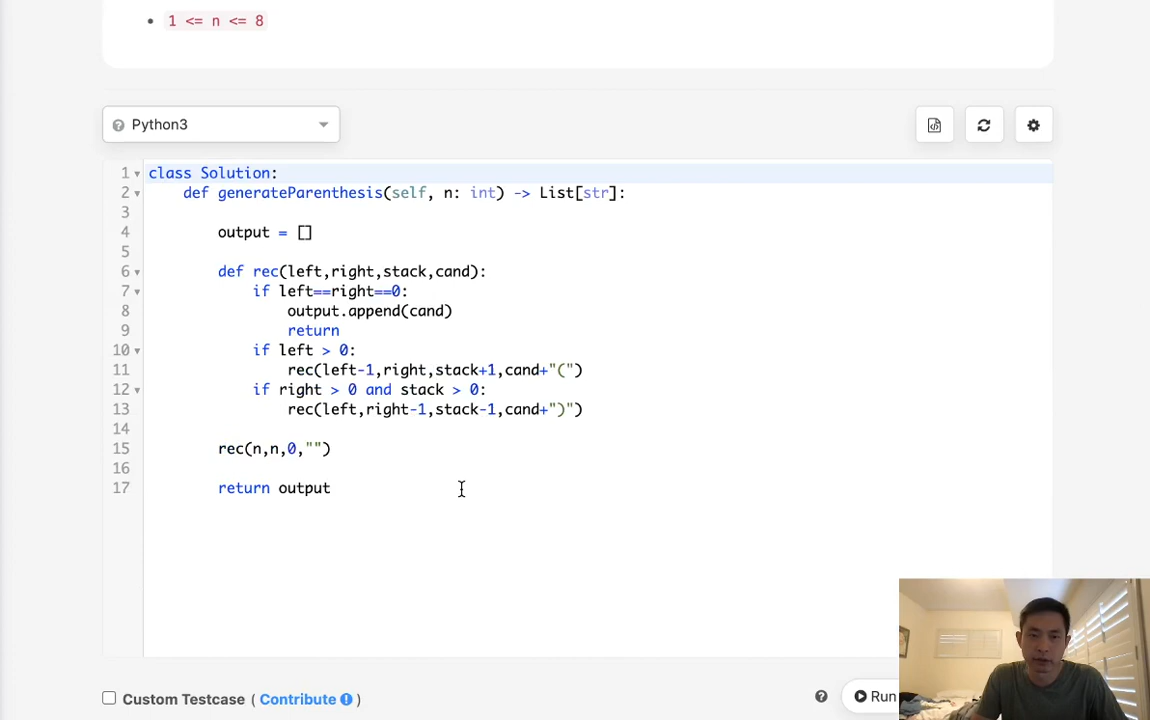 1 <= n <= 8
Python3
1 class Solution:
2 def generateParenthesis(self, n: int) -> List[str]:
3
4 output = []
5
6 def rec(left,right,stack,cand):
7 if left==right==0:
8 output.append(cand)
9 return
10 if left > 0:
11 rec(left-1,right,stack+1,cand+"(")
12 if right > 0 and stack > 0:
13 rec(left,right-1,stack-1,cand+")")
14
15 rec(n,n,0,"")
16
17 return output
Custom Testcase ( Contribute )
Run